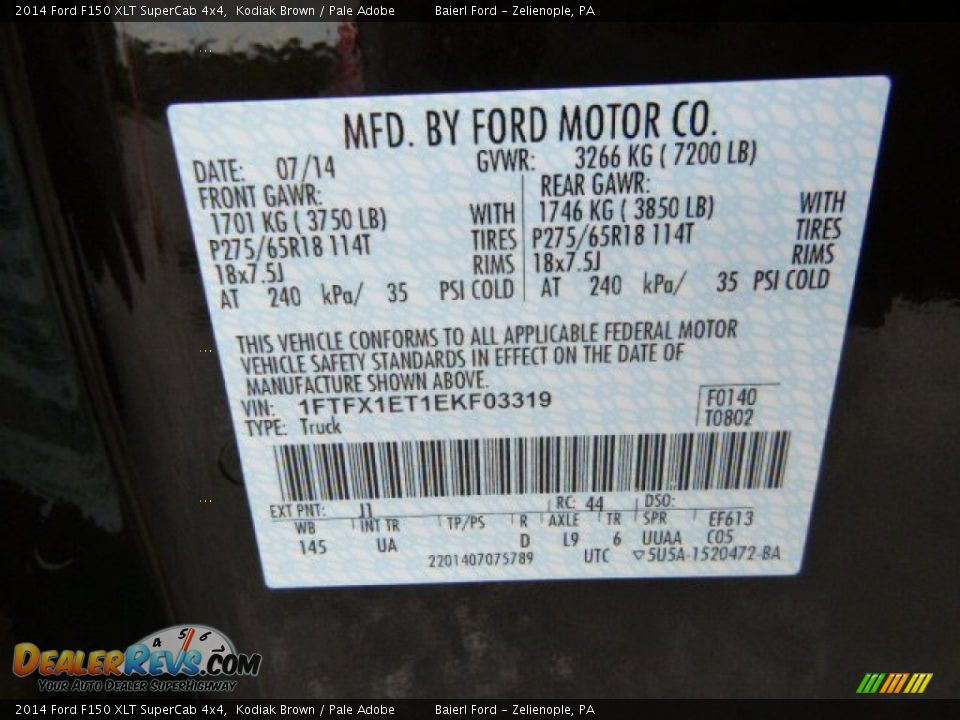 2014 Ford F150 XLT SuperCab 4x4, Kodiak Brown / Pale Adobe Baierl Ford - Zelienople, PA
MFD. BY FORD MOTOR CO.
DATE: 07/14 GVWR: 3266 KG ( 7200 LB)
FRONT GAWR: REAR GAWR:
1701 KG ( 3750 LB) WITH 1746 KG ( 3850 LB) WITH
P275/65R18 114T TIRES P275/65R18 114T TIRES
18x7.5J RIMS 18x7.5J RIMS
AT 240 kPa/ 35 PSI COLD AT 240 kPa/ 35 PSI COLD
THIS VEHICLE CONFORMS TO ALL APPLICABLE FEDERAL MOTOR
VEHICLE SAFETY STANDARDS IN EFFECT ON THE DATE OF
MANUFACTURE SHOWN ABOVE.
VIN: 1FTFX1ET1EKF03319 F0140
TYPE: Truck T0802
EXT PNT: J1 RC: 44 DSO:
WB INT TR TP/PS R AXLE TR SPR EF613
145 UA D L9 6 UUAA C05
2201407075789 UTC ▽5U5A-1520472-BA
4 5 6
DEALERREVS.COM
Your Auto Dealer SuperHighway
2014 Ford F150 XLT SuperCab 4x4, Kodiak Brown / Pale Adobe Baierl Ford - Zelienople, PA